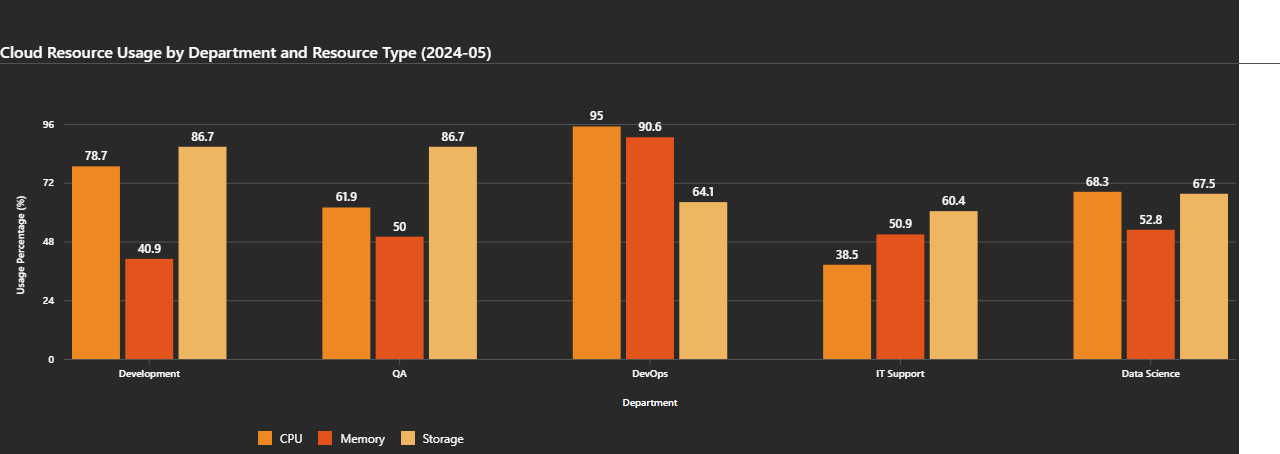 Cloud Resource Usage by Department and Resource Type (2024-05)
Usage Percentage (%)
96
72
48
24
0
78.7
40.9
86.7
61.9
50
86.7
95
90.6
64.1
38.5
50.9
60.4
68.3
52.8
67.5
Development
QA
DevOps
IT Support
Data Science
Department
CPU
Memory
Storage